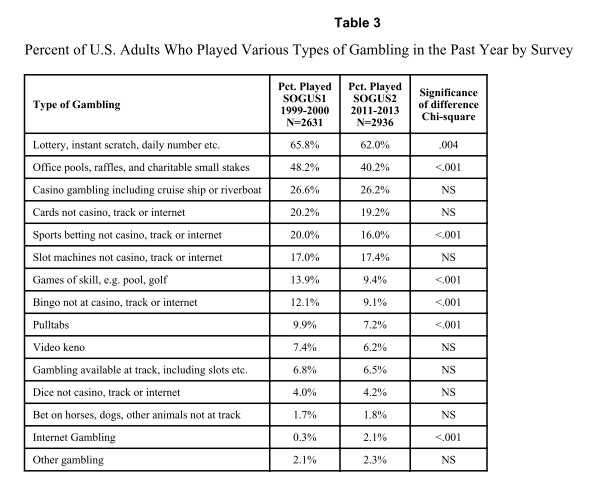 Table 3
Percent of U.S. Adults Who Played Various Types of Gambling in the Past Year by Survey
Type of Gambling
Pct. Played
SOGUS1
1999-2000
N=2631
Pct. Played
SOGUS2
2011-2013
N=2936
Significance
of difference
Chi-square
Lottery, instant scratch, daily number etc. 65.8% 62.0% .004
Office pools, raffles, and charitable small stakes 48.2% 40.2% <.001
Casino gambling including cruise ship or riverboat 26.6% 26.2% NS
Cards not casino, track or internet 20.2% 19.2% NS
Sports betting not casino, track or internet 20.0% 16.0% <.001
Slot machines not casino, track or internet 17.0% 17.4% NS
Games of skill, e.g. pool, golf 13.9% 9.4% <.001
Bingo not at casino, track or internet 12.1% 9.1% <.001
Pulltabs 9.9% 7.2% <.001
Video keno 7.4% 6.2% NS
Gambling available at track, including slots etc. 6.8% 6.5% NS
Dice not casino, track or internet 4.0% 4.2% NS
Bet on horses, dogs, other animals not at track 1.7% 1.8% NS
Internet Gambling 0.3% 2.1% <.001
Other gambling 2.1% 2.3% NS